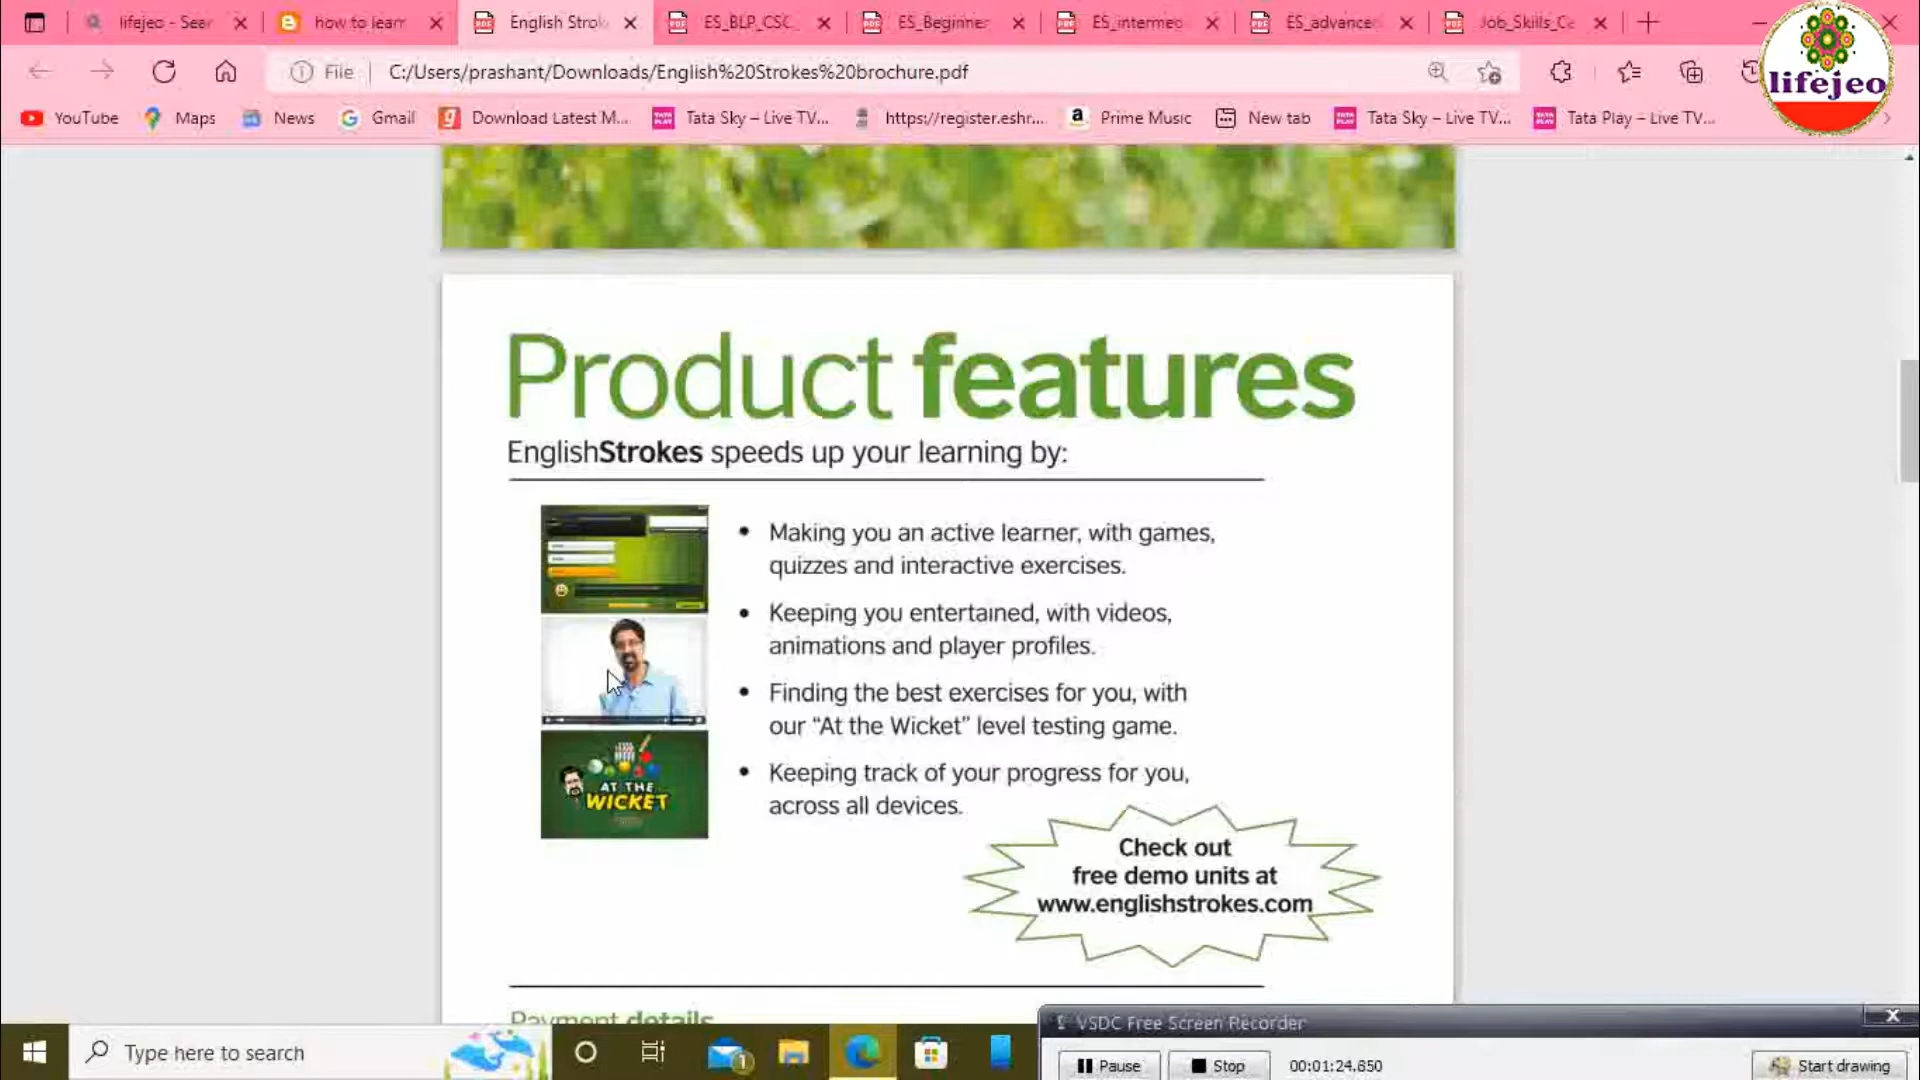 lifejeo - Sear
how to learn
English Strok
ES_BLP_CSC
ES_Beginner
ES_intermed
ES_advance
Job_Skills_Ce
File
C:/Users/prashant/Downloads/English%20Strokes%20brochure.pdf
lifejeo
YouTube
Maps
News
Gmail
Download Latest M...
Tata Sky – Live TV...
https://register.eshr...
Prime Music
New tab
Tata Sky – Live TV...
Tata Play – Live TV...
Product features
EnglishStrokes speeds up your learning by:
• Making you an active learner, with games,
quizzes and interactive exercises.
• Keeping you entertained, with videos,
animations and player profiles.
• Finding the best exercises for you, with
our “At the Wicket” level testing game.
AT THE
WICKET
• Keeping track of your progress for you,
across all devices.
Check out
free demo units at
www.englishstrokes.com
Payment details
VSDC Free Screen Recorder
Type here to search
1
Pause
Stop
00:01:24.850
Start drawing